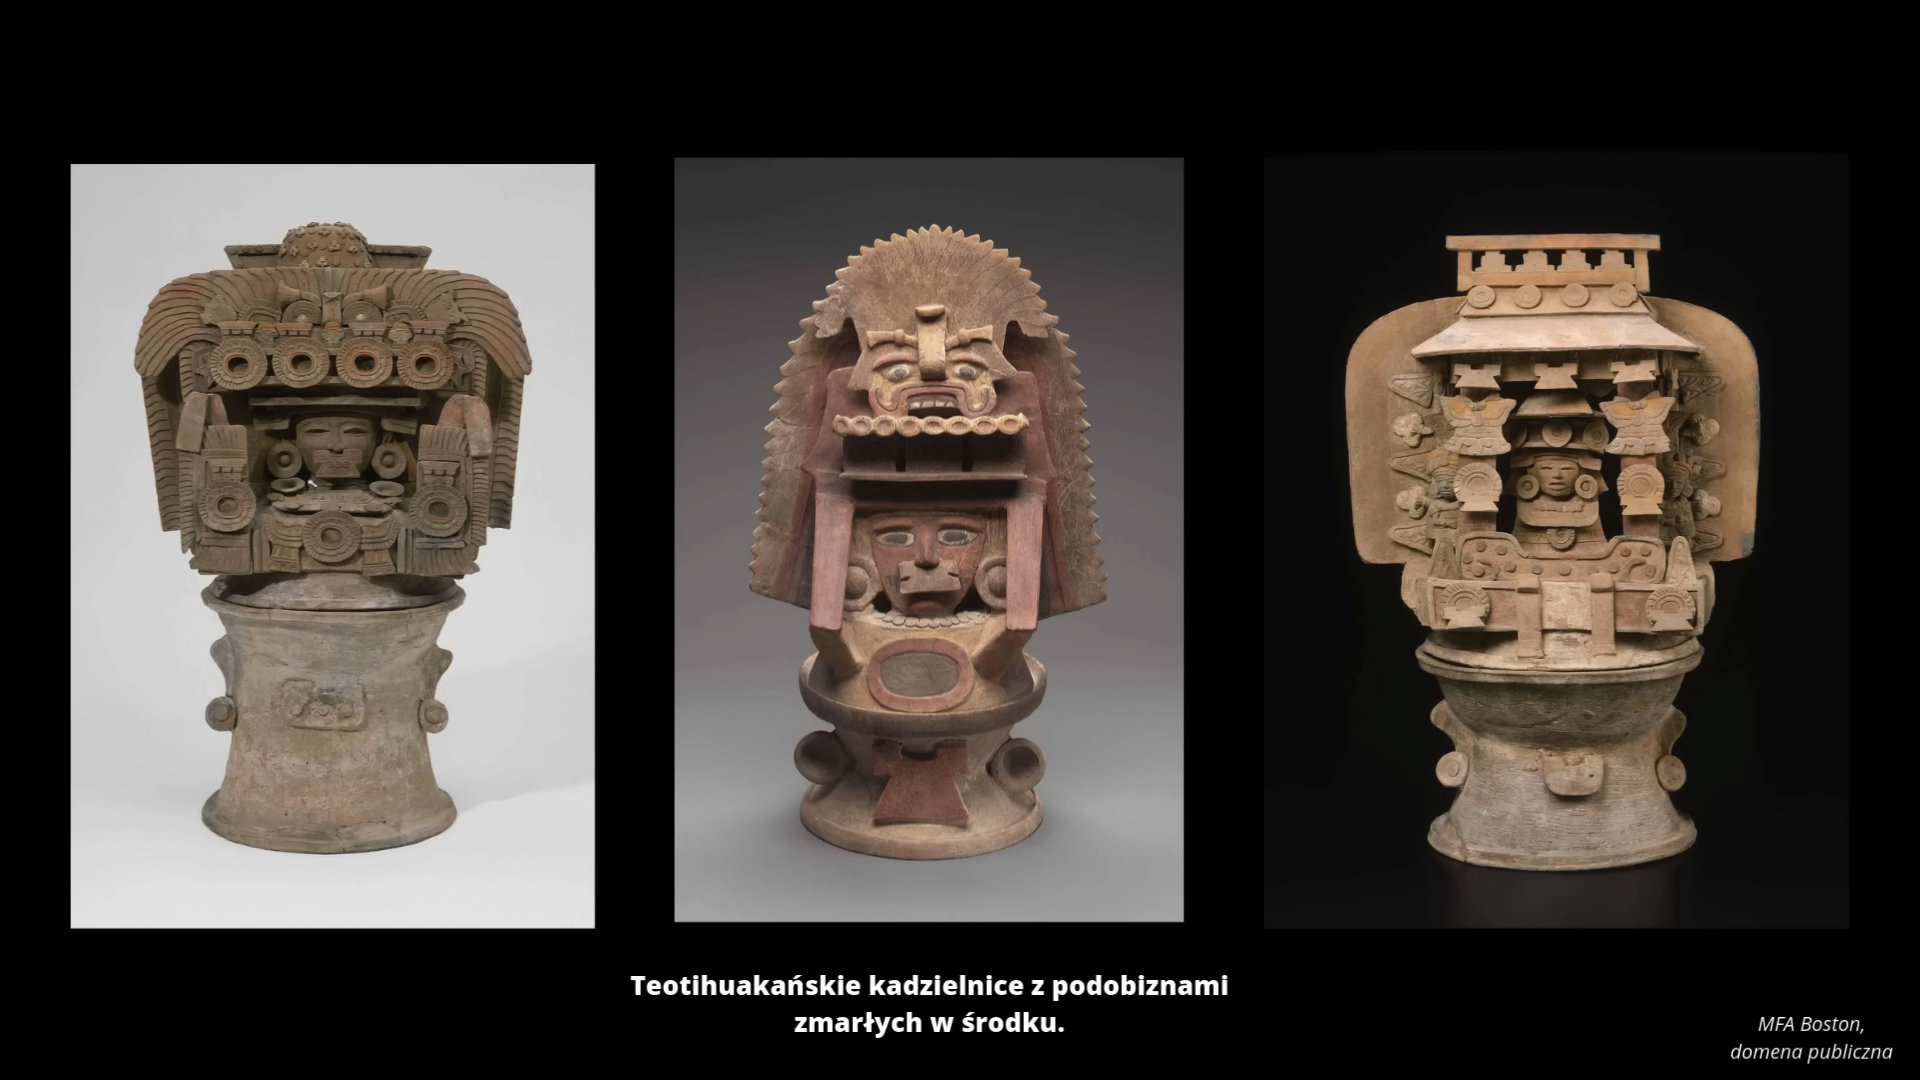 Teotihuakańskie kadzielnice z podobiznami
zmarłych w środku.
MFA Boston,
domena publiczna